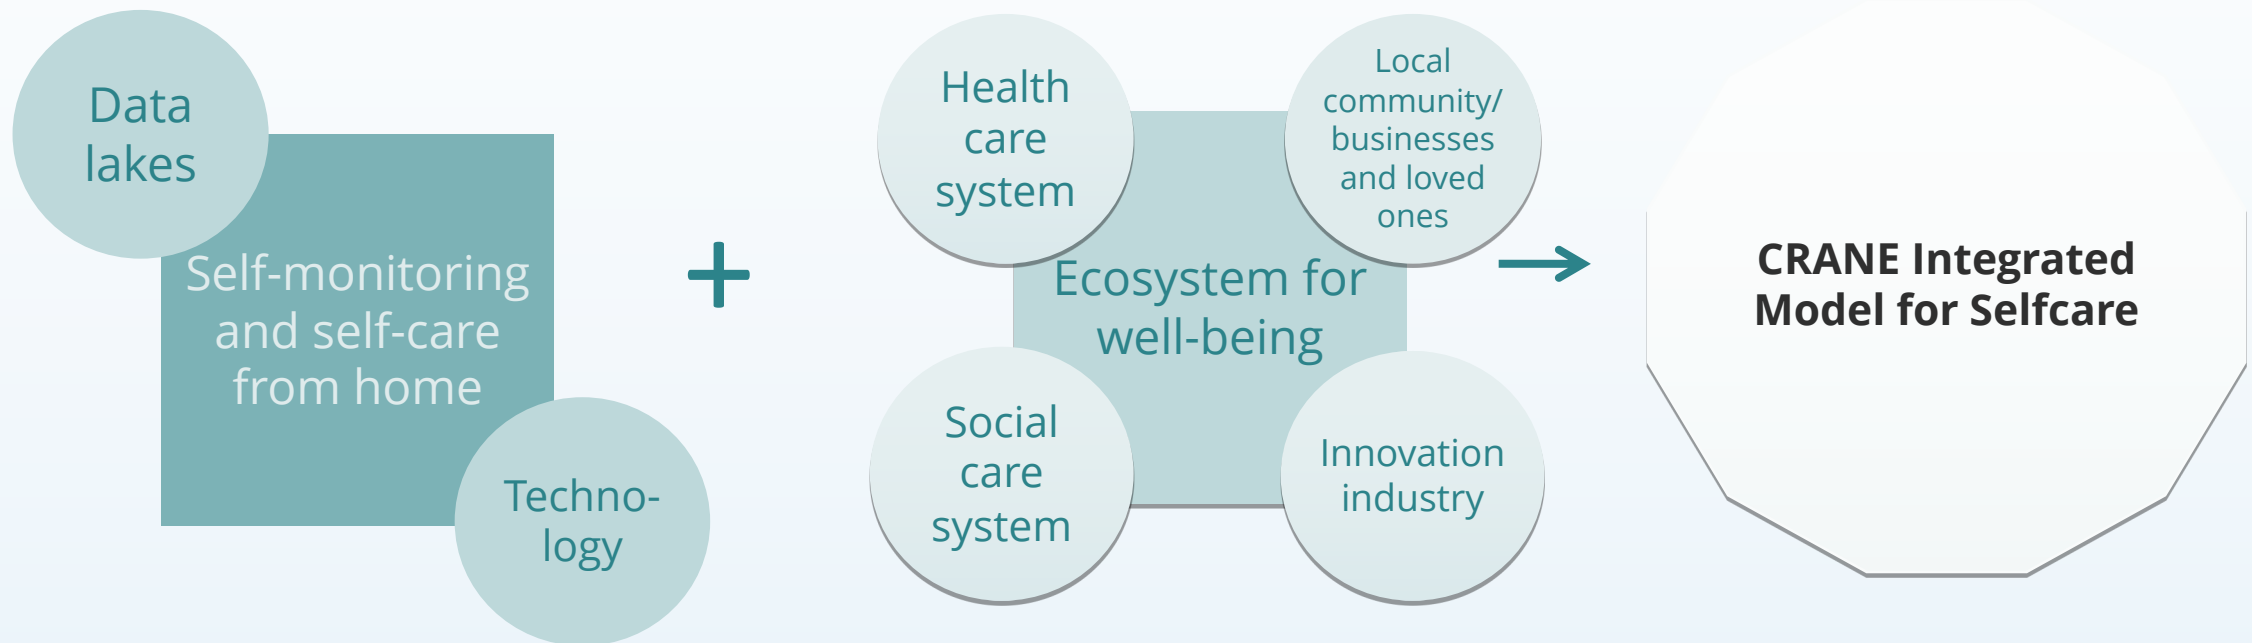 Data
lakes
Self-monitoring
and self-care
from home
Techno-
logy
+
Health
care
system
Local
community/
businesses
and loved
ones
Ecosystem for
well-being
Social
care
system
Innovation
industry
CRANE Integrated
Model for Selfcare